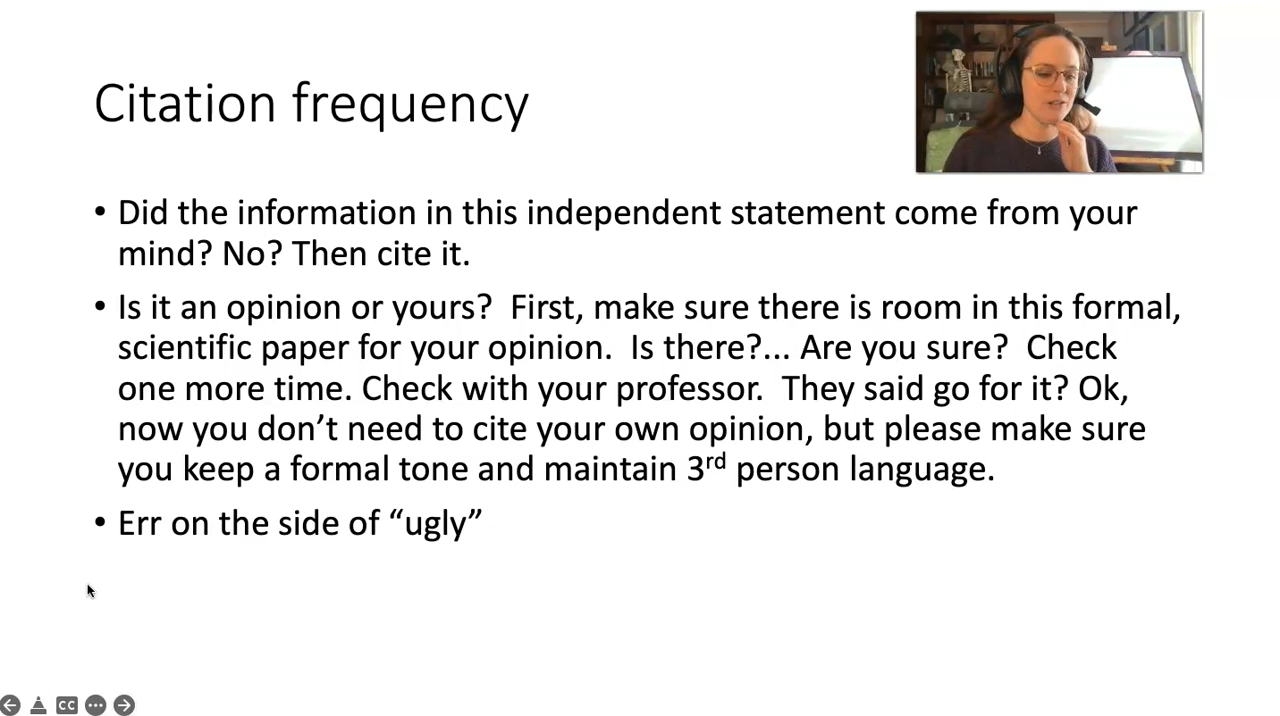 Citation frequency
• Did the information in this independent statement come from your
mind? No? Then cite it.
• Is it an opinion or yours?  First, make sure there is room in this formal,
scientific paper for your opinion.  Is there?... Are you sure?  Check
one more time. Check with your professor.  They said go for it? Ok,
now you don’t need to cite your own opinion, but please make sure
you keep a formal tone and maintain 3rd person language.
• Err on the side of “ugly”
CC